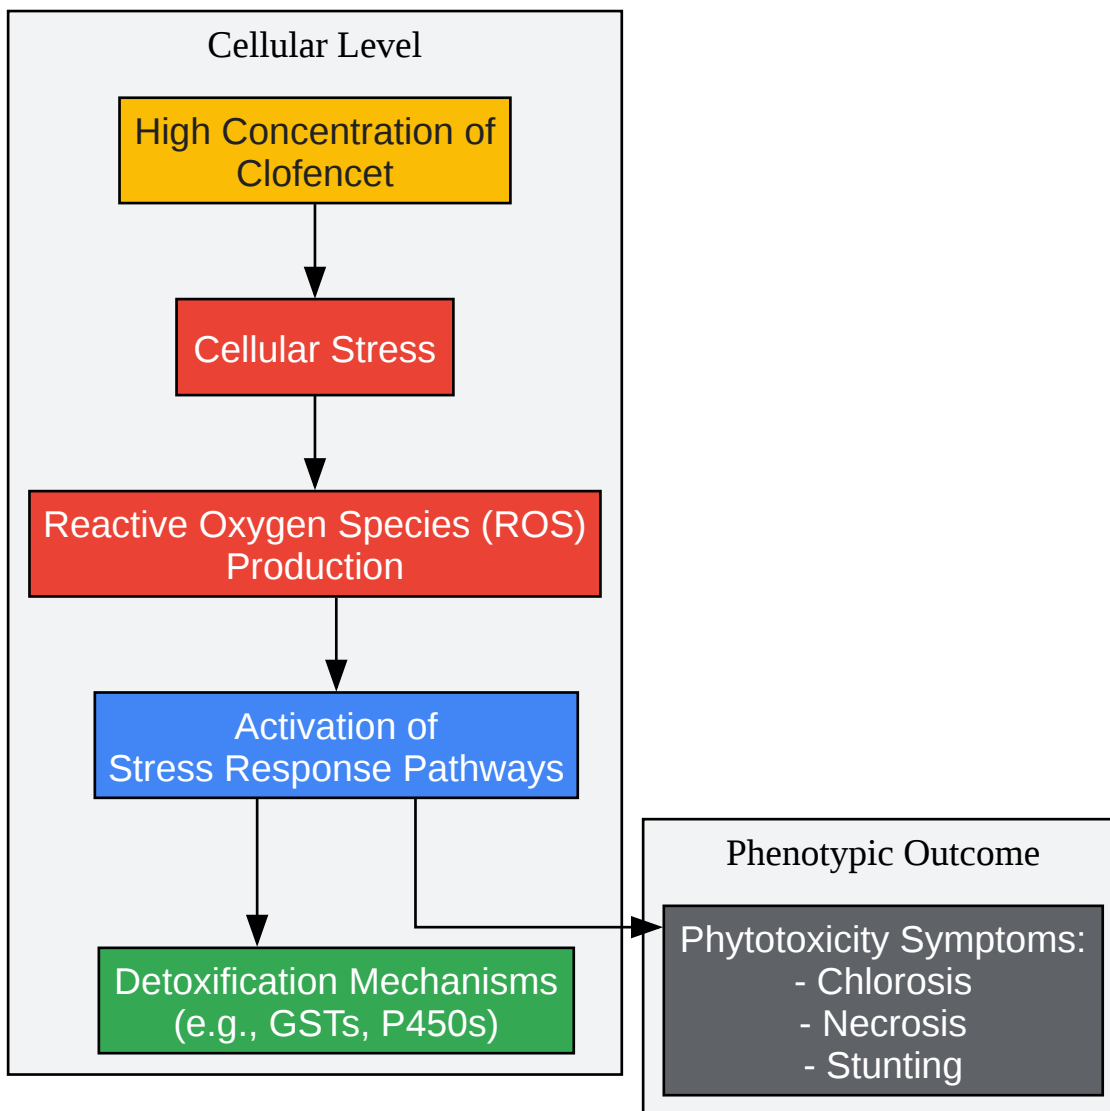 Cellular Level
High Concentration of
Clofencet
Cellular Stress
Reactive Oxygen Species (ROS)
Production
Activation of
Stress Response Pathways
Detoxification Mechanisms
(e.g., GSTs, P450s)
Phenotypic Outcome
Phytotoxicity Symptoms:
- Chlorosis
- Necrosis
- Stunting